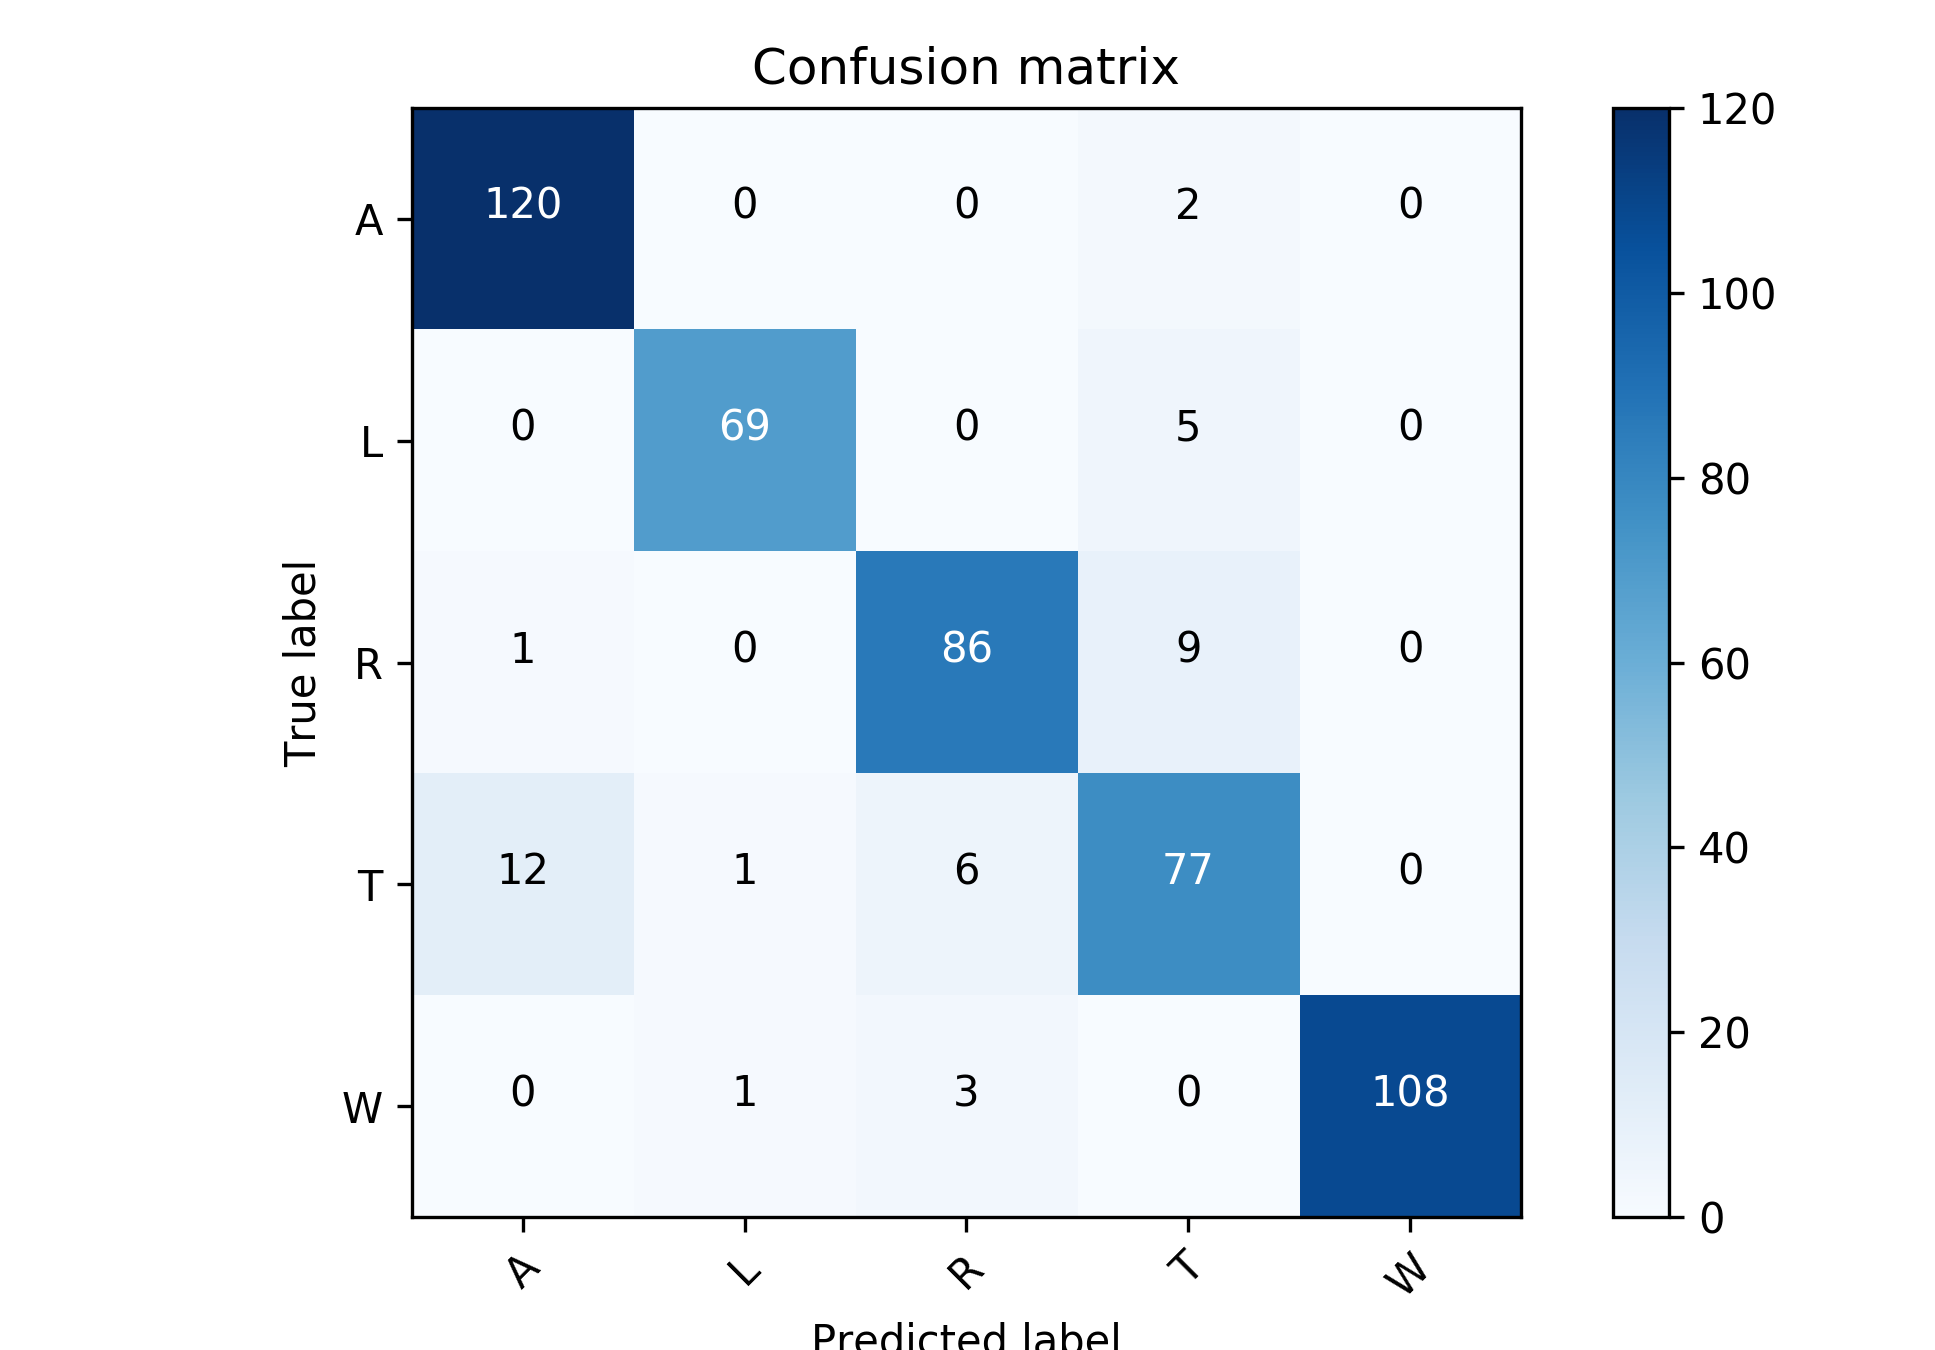 Confusion matrix
A 120 0 0 2 0
L 0 69 0 5 0
R 1 0 86 9 0
T 12 1 6 77 0
W 0 1 3 0 108
A L R T W
True label
Predicted label
120
100
80
60
40
20
0